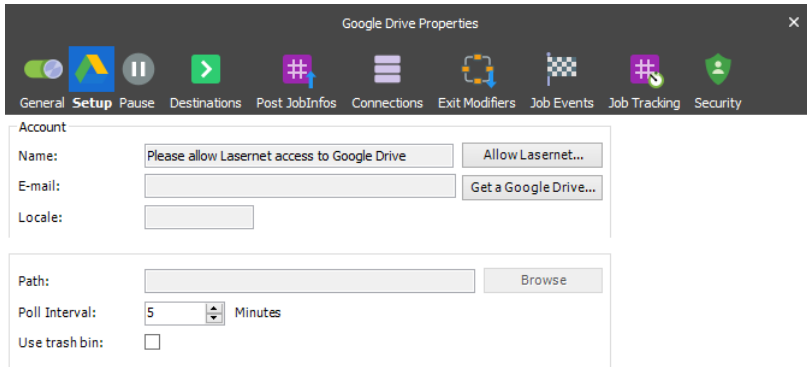 Google Drive Properties
General Setup Pause Destinations Post JobInfos Connections Exit Modifiers Job Events Job Tracking Security
Account
Name: Please allow Lasernet access to Google Drive Allow Lasernet...
E-mail: Get a Google Drive...
Locale:
Path: Browse
Poll Interval: 5 Minutes
Use trash bin: